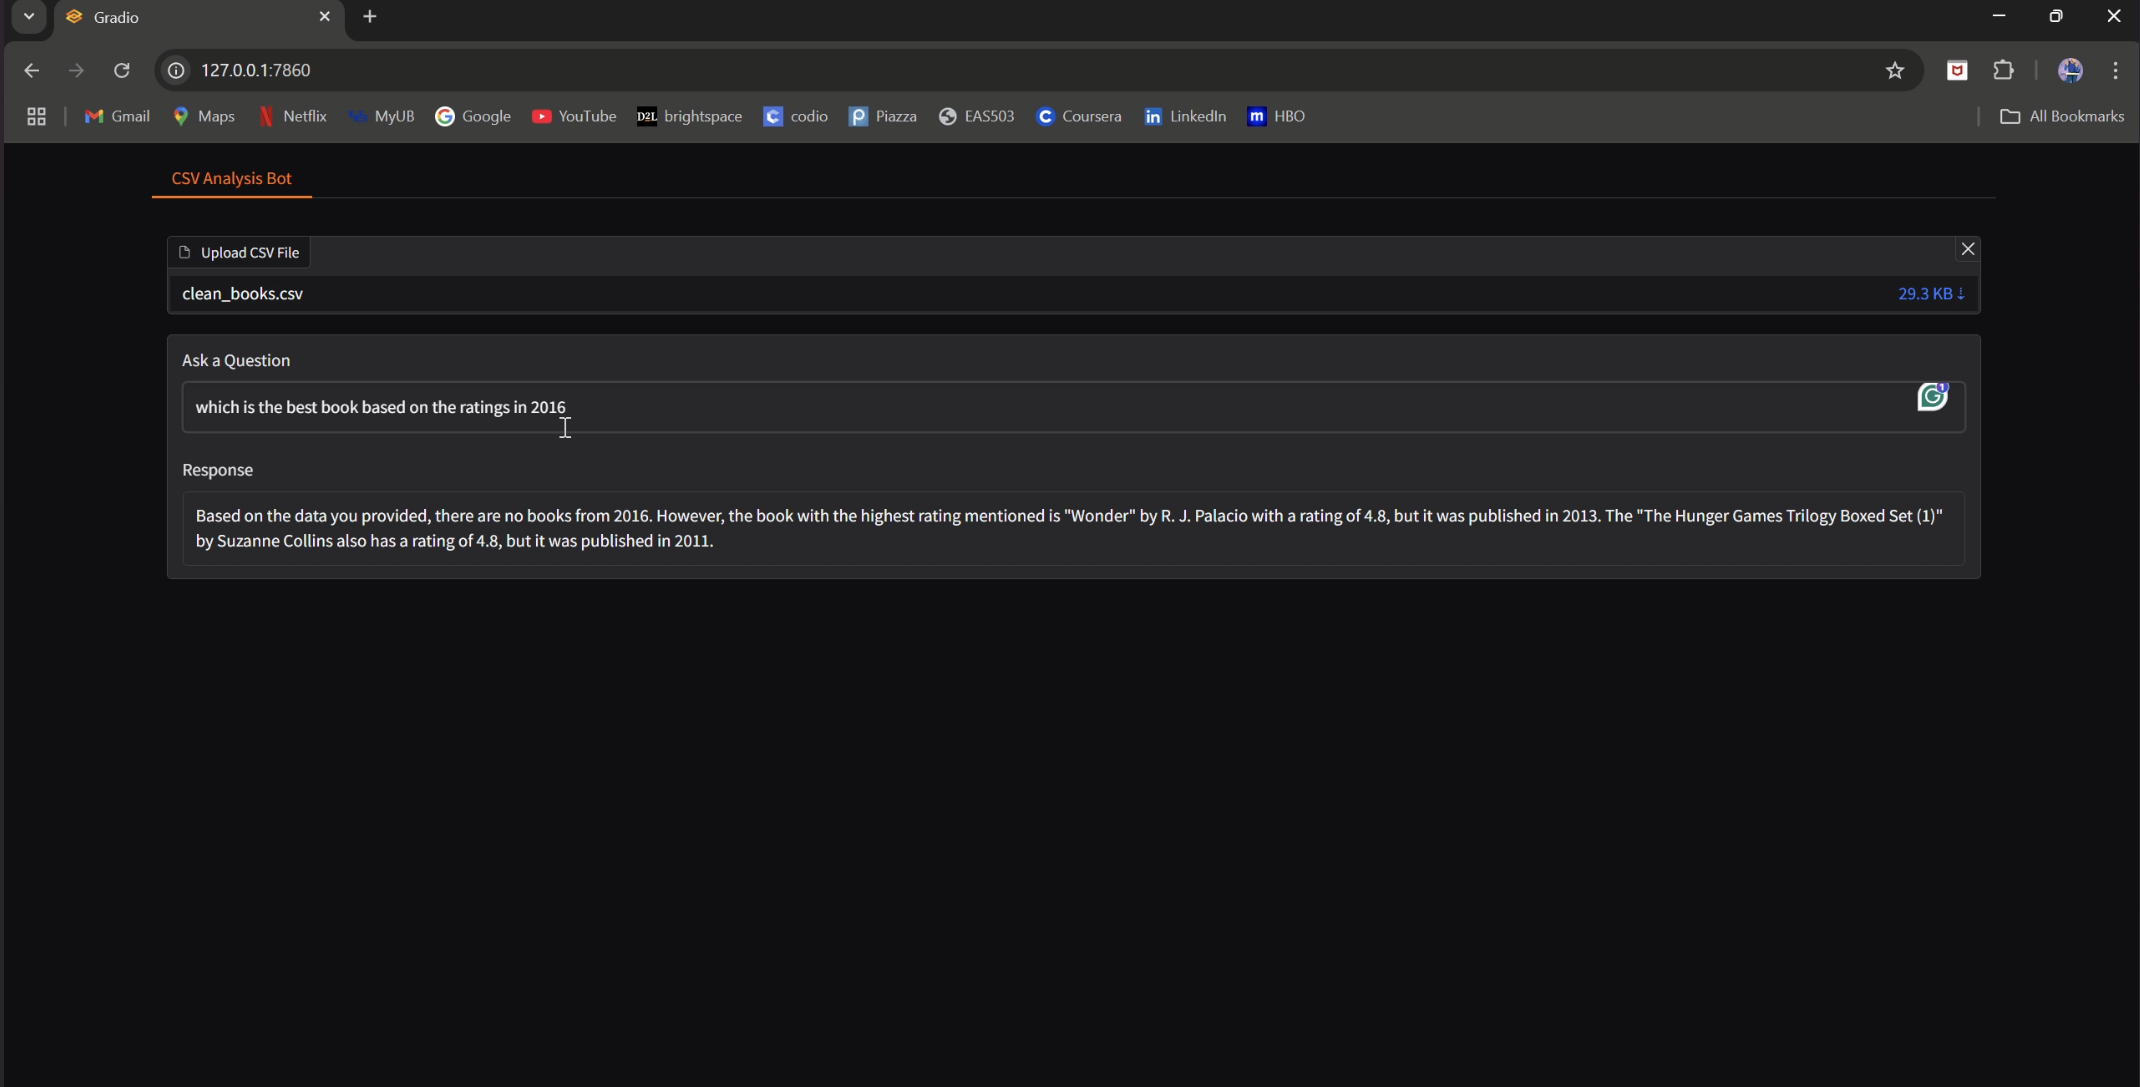 Gradio
127.0.0.1:7860
Gmail Maps Netflix MyUB Google YouTube D2L brightspace codio Piazza EAS503 Coursera LinkedIn HBO All Bookmarks
CSV Analysis Bot
Upload CSV File
clean_books.csv 29.3 KB ⇣
Ask a Question
which is the best book based on the ratings in 2016
1
Response
Based on the data you provided, there are no books from 2016. However, the book with the highest rating mentioned is "Wonder" by R. J. Palacio with a rating of 4.8, but it was published in 2013. The "The Hunger Games Trilogy Boxed Set (1)"
by Suzanne Collins also has a rating of 4.8, but it was published in 2011.